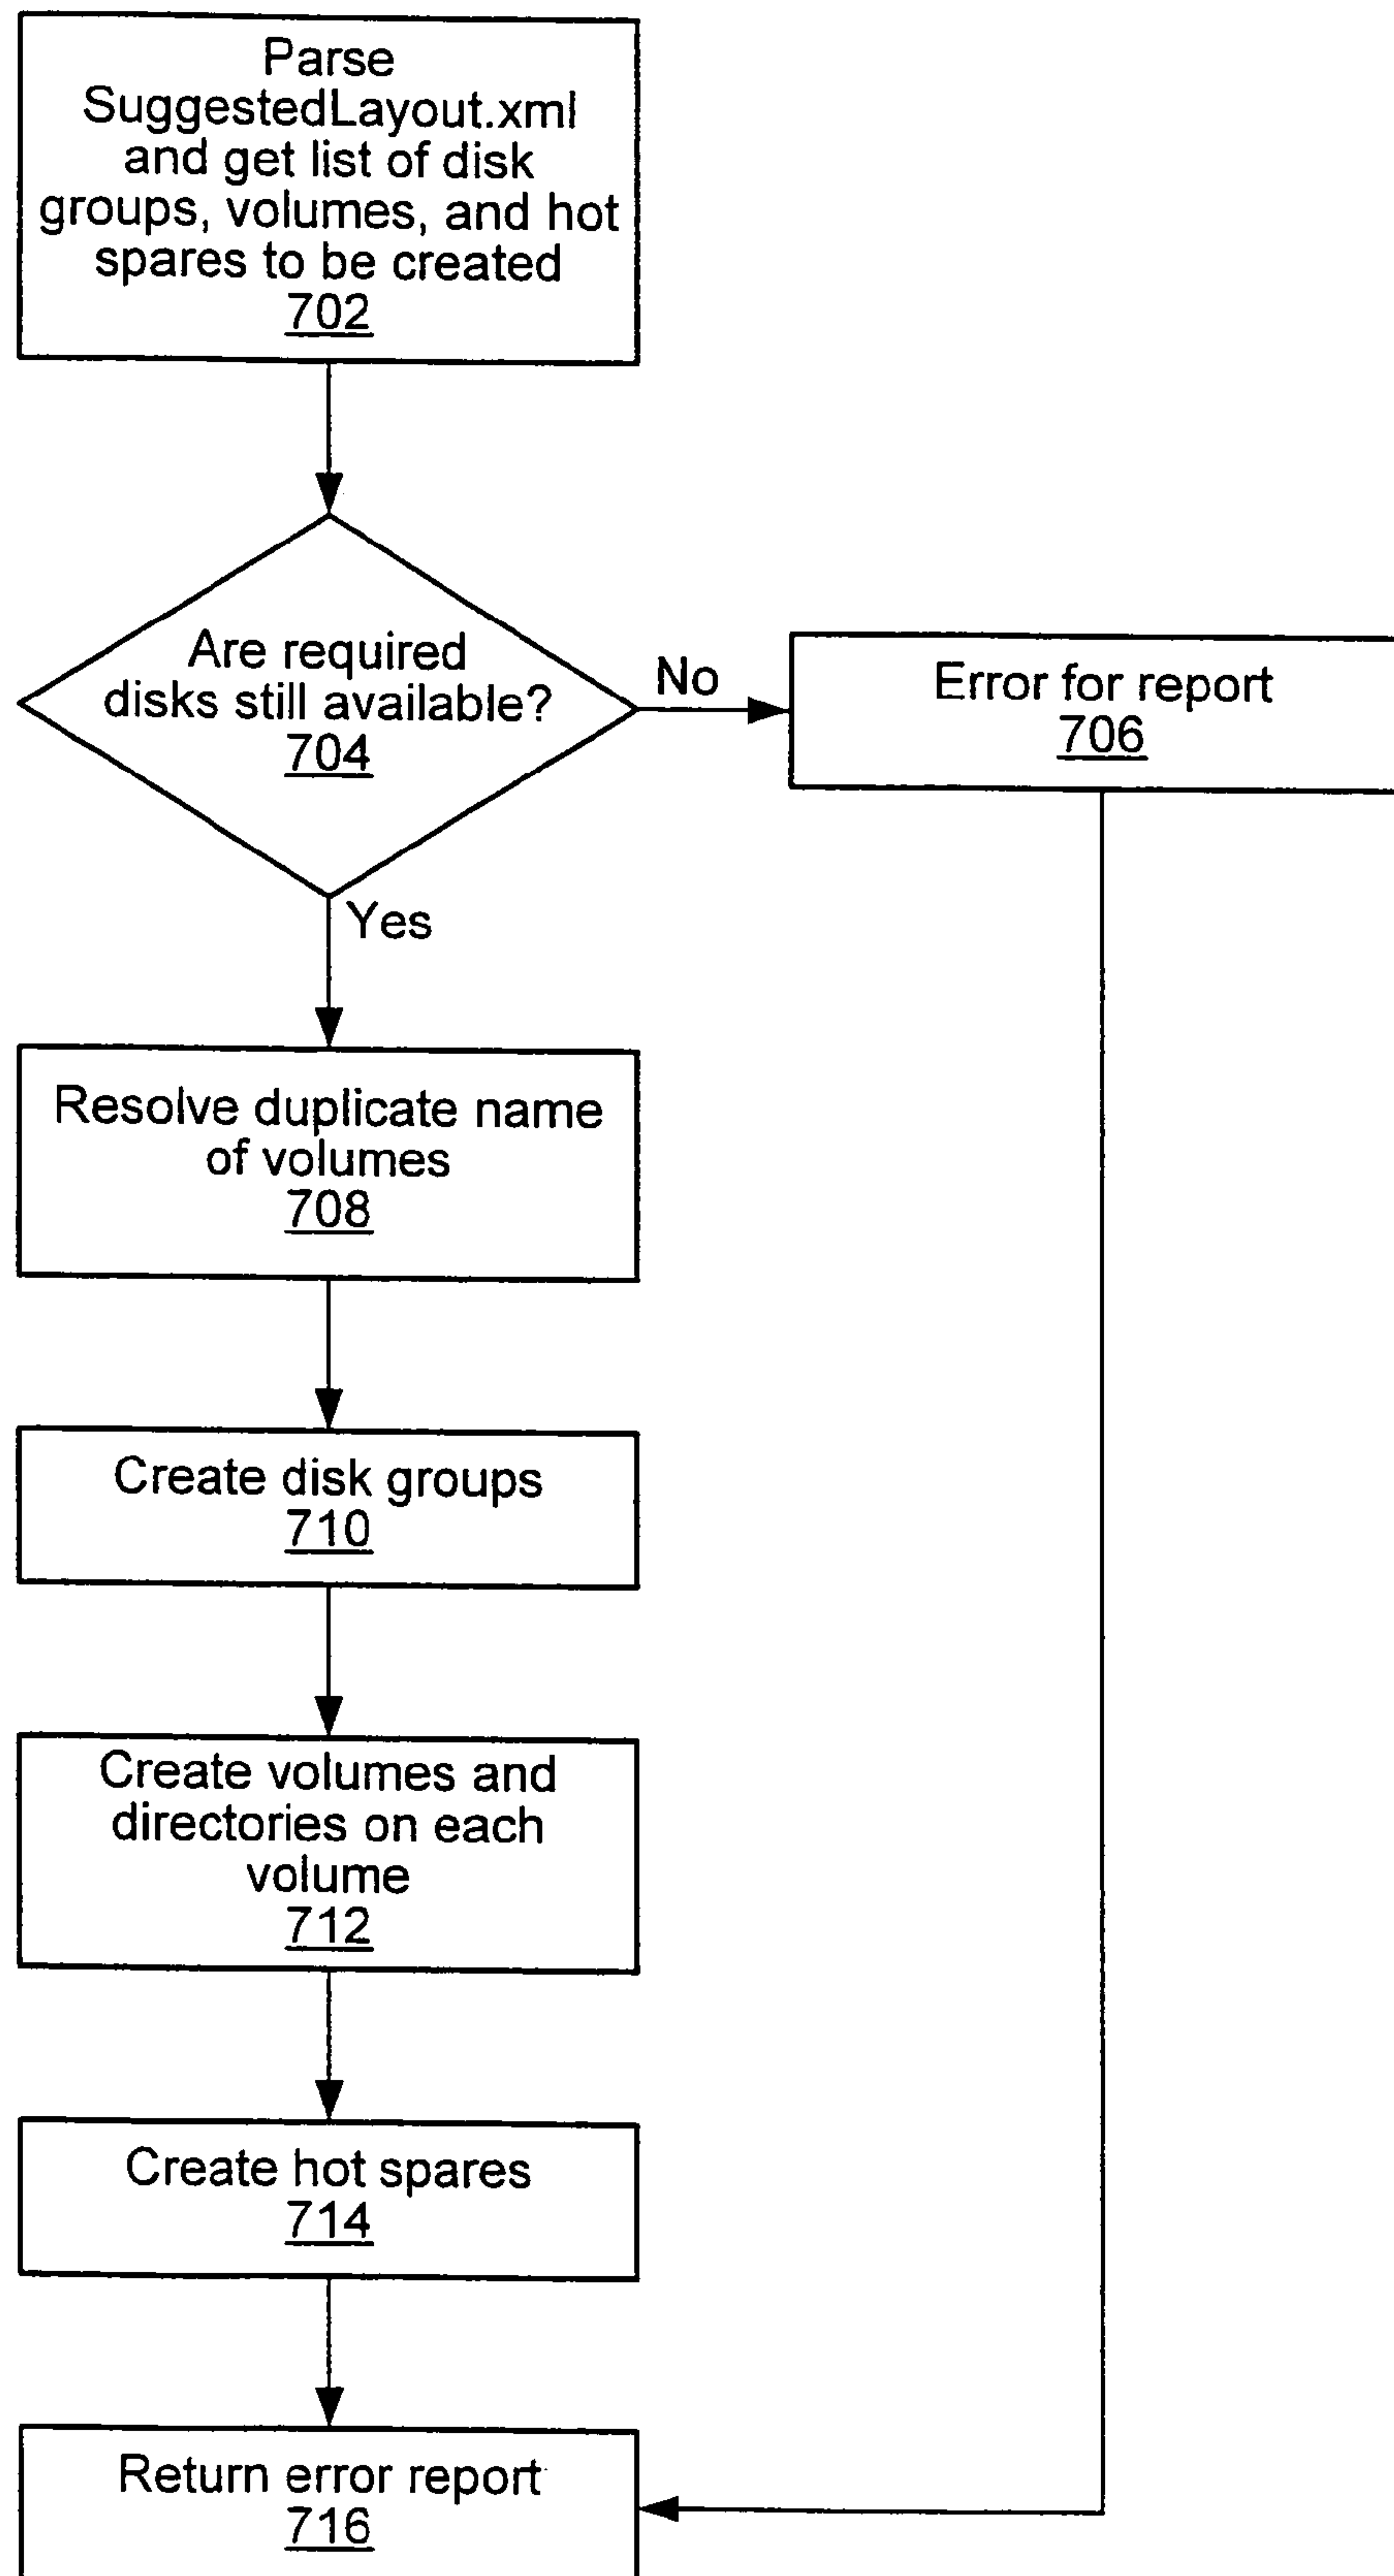 Parse
SuggestedLayout.xml
and get list of disk
groups, volumes, and hot
spares to be created
702
Are required
disks still available?
704
No
Error for report
706
Yes
Resolve duplicate name
of volumes
708
Create disk groups
710
Create volumes and
directories on each
volume
712
Create hot spares
714
Return error report
716